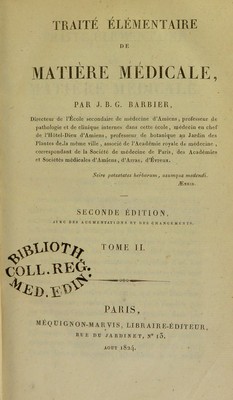 TRAITÉ ÉLÉMENTAIRE
DE
MATIÈRE MÉDICALE,
PAR J. B. G. BARBIER,
Directeur de l'École secondaire de médecine d'Amiens, professeur de
pathologie et de clinique internes dans cette école, médecin en chef
de l'Hôtel-Dieu d'Amiens, professeur de botanique au Jardin des
Plantes de la même ville, associé de l'Académie royale de médecine,
correspondant de la Société de médecine de Paris, des Académies
et Sociétés médicales d'Amiens, d'Arras, d'Évreux.
Scire potestates herbarum, usumque medendi.
Æneid.
SECONDE ÉDITION,
AVEC DES AUGMENTATIONS ET DES CHANGEMENTS.
TOME II.
BIBLIOTH.
COLL. REG.
MED. EDIN.
PARIS,
MÉQUIGNON-MARVIS, LIBRAIRE-ÉDITEUR,
RUE DU JARDINET, Nº 13.
AOUT 1824.